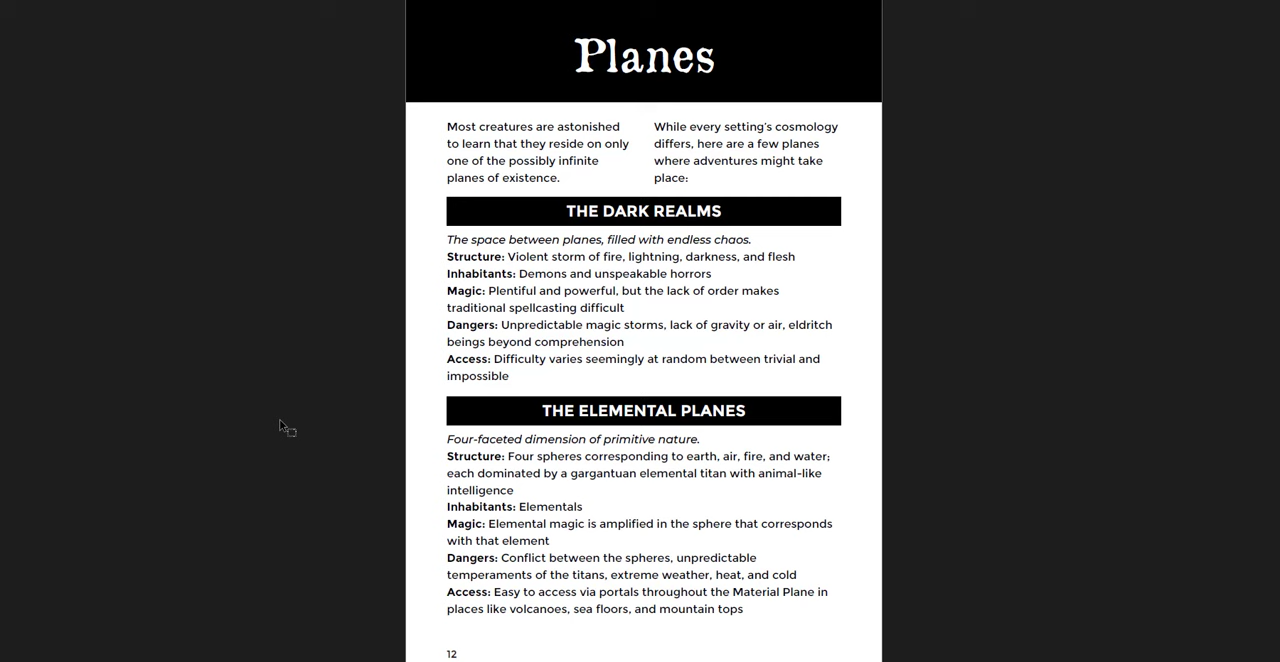 Planes
Most creatures are astonished
to learn that they reside on only
one of the possibly infinite
planes of existence.
While every setting's cosmology
differs, here are a few planes
where adventures might take
place:
THE DARK REALMS
The space between planes, filled with endless chaos.
Structure: Violent storm of fire, lightning, darkness, and flesh
Inhabitants: Demons and unspeakable horrors
Magic: Plentiful and powerful, but the lack of order makes
traditional spellcasting difficult
Dangers: Unpredictable magic storms, lack of gravity or air, eldritch
beings beyond comprehension
Access: Difficulty varies seemingly at random between trivial and
impossible
THE ELEMENTAL PLANES
Four-faceted dimension of primitive nature.
Structure: Four spheres corresponding to earth, air, fire, and water;
each dominated by a gargantuan elemental titan with animal-like
intelligence
Inhabitants: Elementals
Magic: Elemental magic is amplified in the sphere that corresponds
with that element
Dangers: Conflict between the spheres, unpredictable
temperaments of the titans, extreme weather, heat, and cold
Access: Easy to access via portals throughout the Material Plane in
places like volcanoes, sea floors, and mountain tops
12